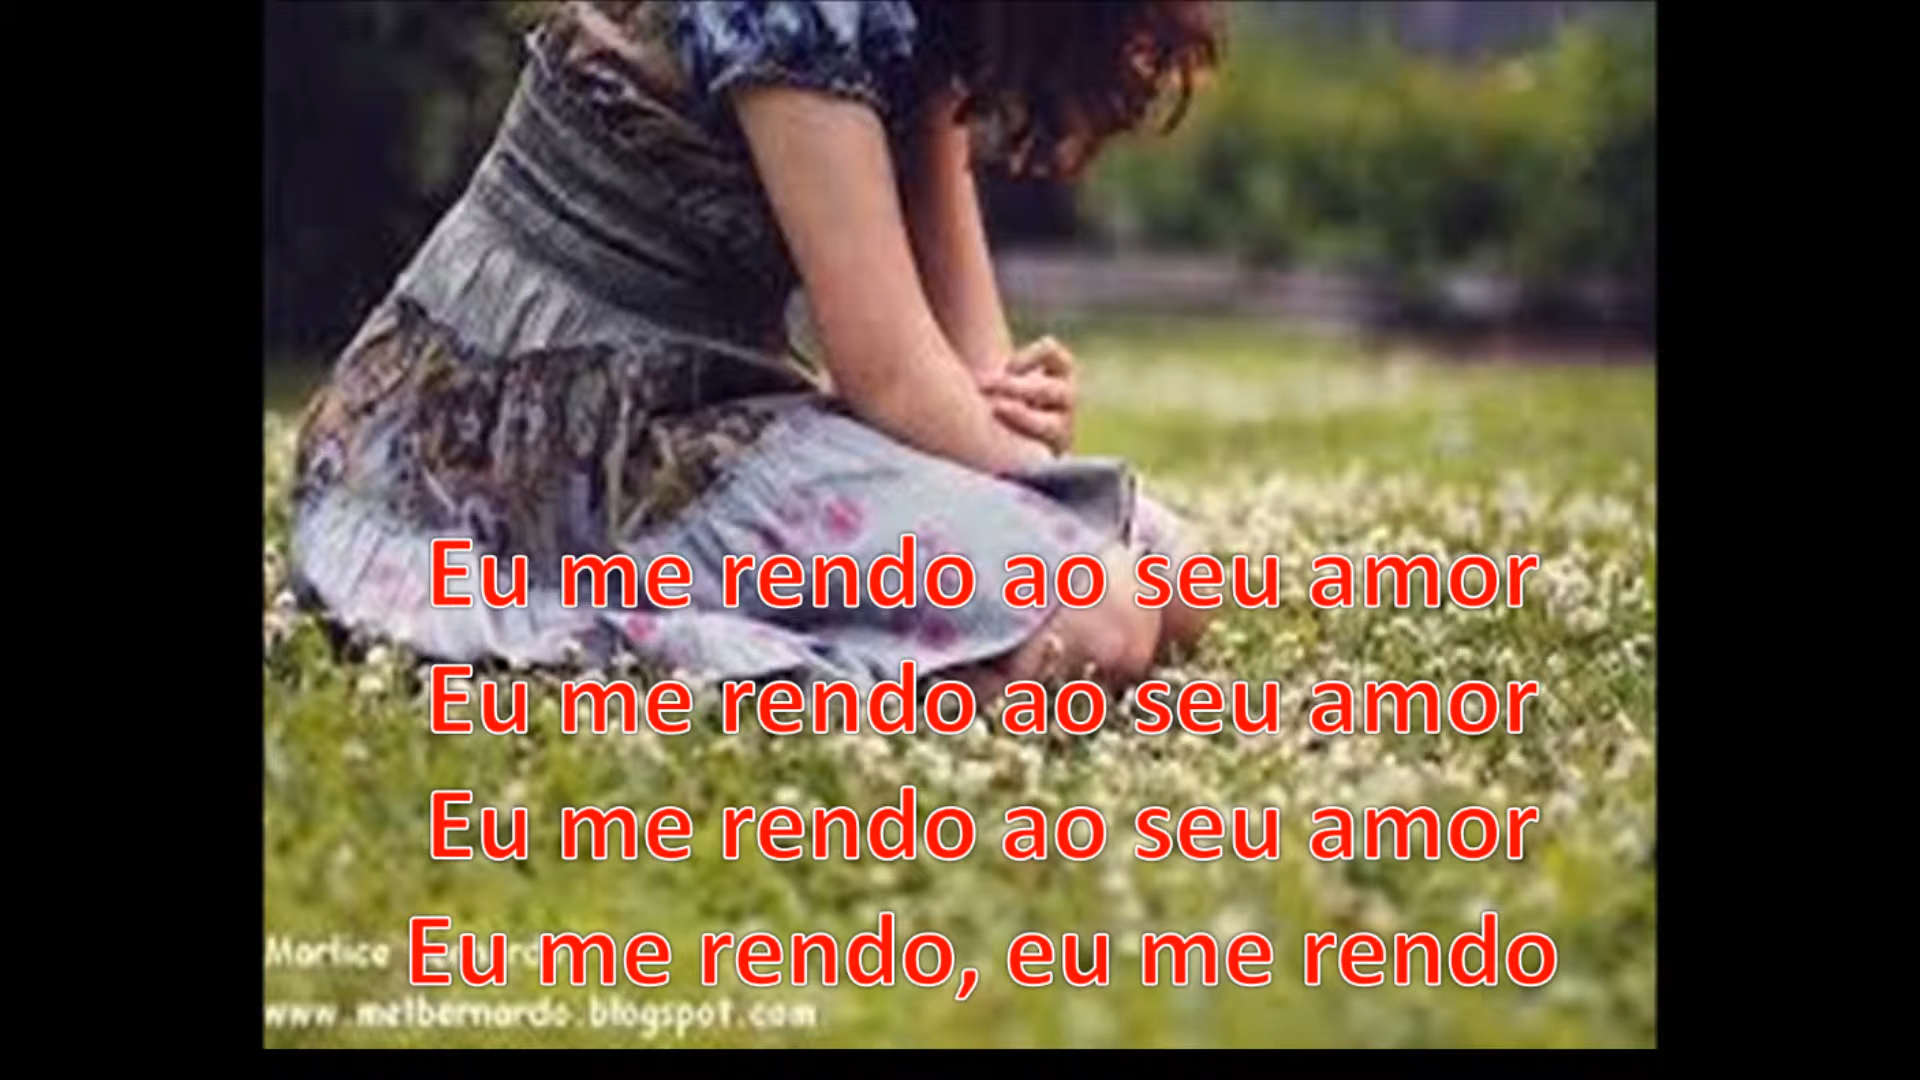 Eu me rendo ao seu amor
Eu me rendo ao seu amor
Eu me rendo ao seu amor
Eu me rendo, eu me rendo
www.melbernardo.blogspot.com